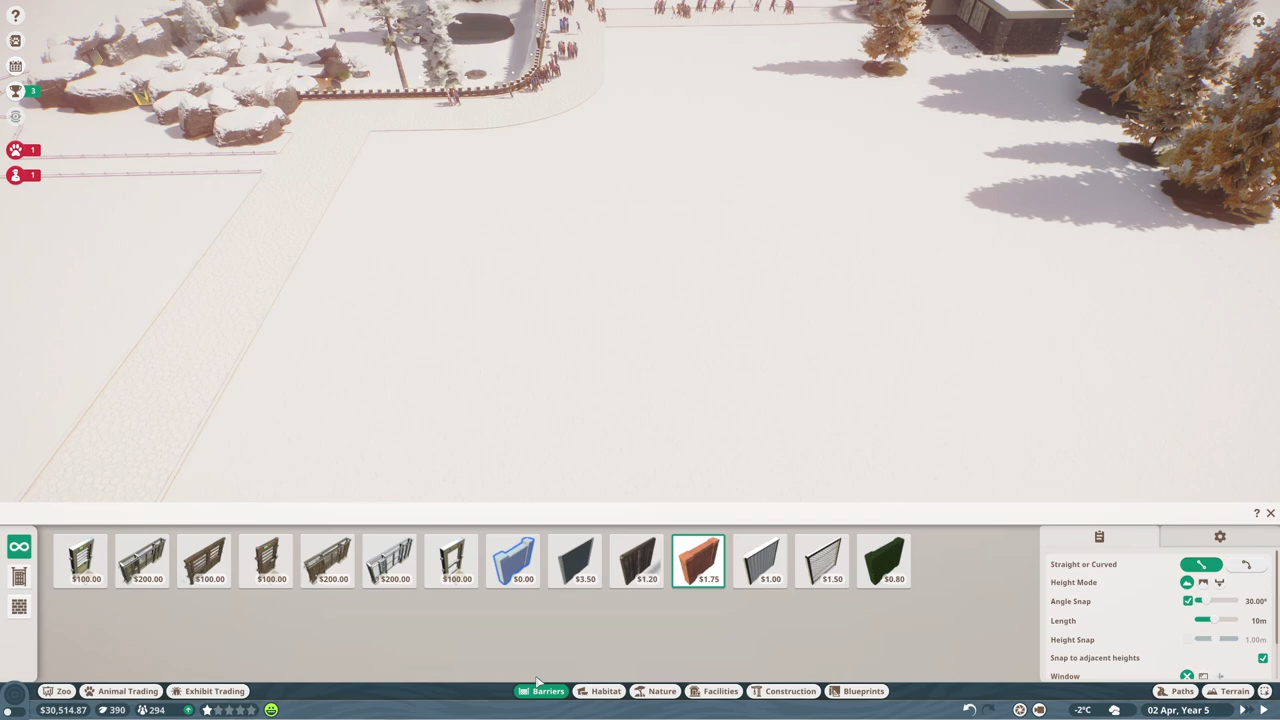 ?
3
1
1
? ×
$100.00 $200.00 $100.00 $100.00 $200.00 $200.00 $100.00 $0.00 $3.50 $1.20 $1.75 $1.00 $1.50 $0.80
Straight or Curved
Height Mode
Angle Snap 30.00°
Length 10m
Height Snap 1.00m
Snap to adjacent heights
Window
Zoo Animal Trading Exhibit Trading Barriers Habitat Nature Facilities Construction Blueprints Paths Terrain
$30,514.87 390 294 -2°C 02 Apr, Year 5